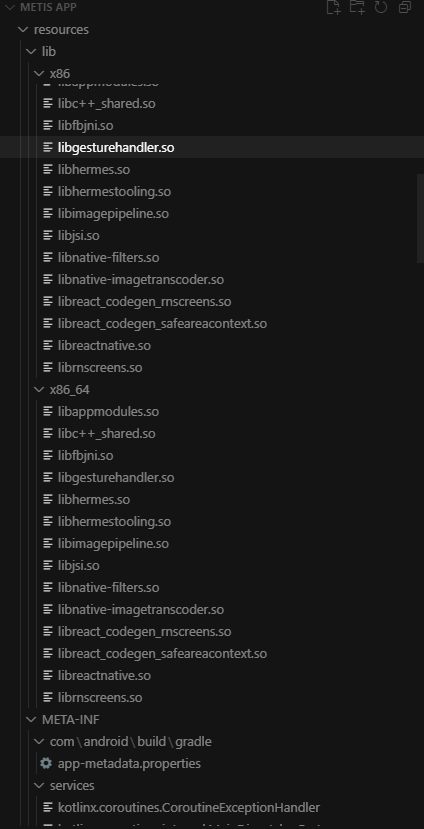 METIS APP
resources
lib
x86
libappmodules.so
libc++_shared.so
libfbjni.so
libgesturehandler.so
libhermes.so
libhermestooling.so
libimagepipeline.so
libjsi.so
libnative-filters.so
libnative-imagetranscoder.so
libreact_codegen_rnscreens.so
libreact_codegen_safeareacontext.so
libreactnative.so
librnscreens.so
x86_64
libappmodules.so
libc++_shared.so
libfbjni.so
libgesturehandler.so
libhermes.so
libhermestooling.so
libimagepipeline.so
libjsi.so
libnative-filters.so
libnative-imagetranscoder.so
libreact_codegen_rnscreens.so
libreact_codegen_safeareacontext.so
libreactnative.so
librnscreens.so
META-INF
com\android\build\gradle
app-metadata.properties
services
kotlinx.coroutines.CoroutineExceptionHandler